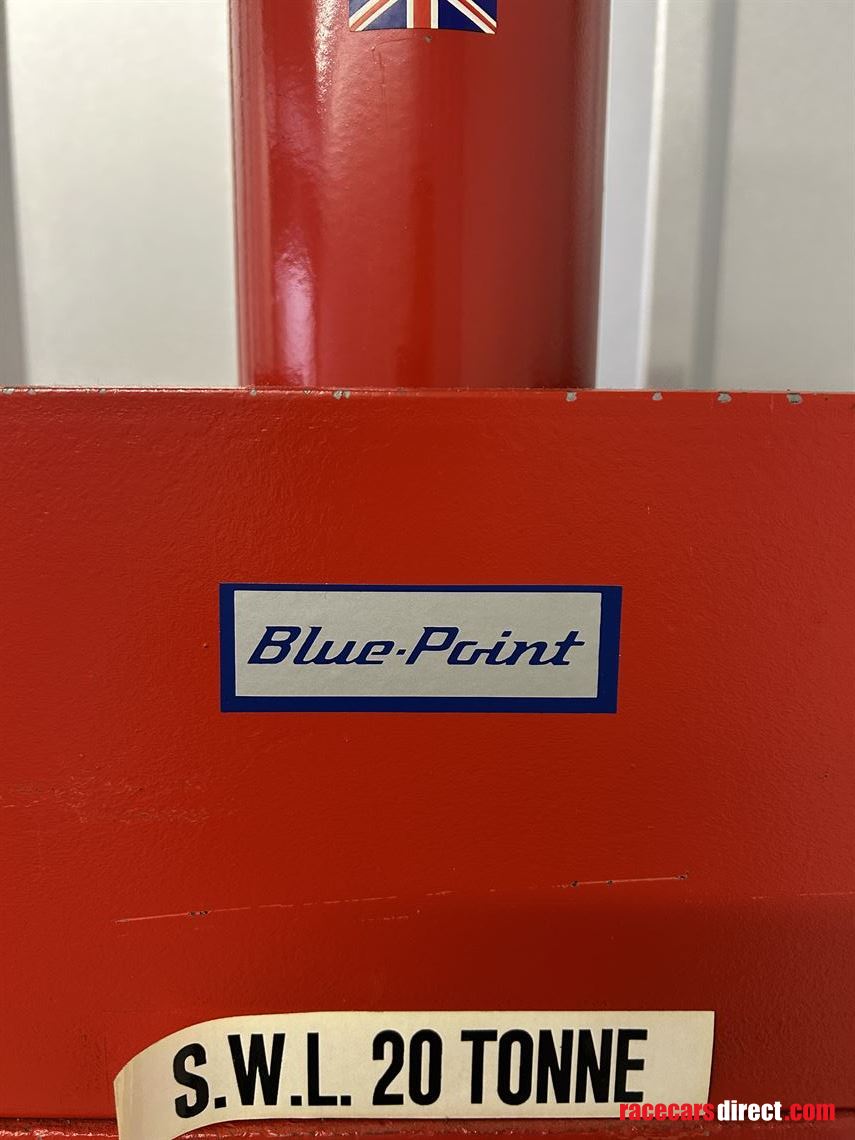 Blue-Point
S.W.L. 20 TONNE
racecarsdirect.com